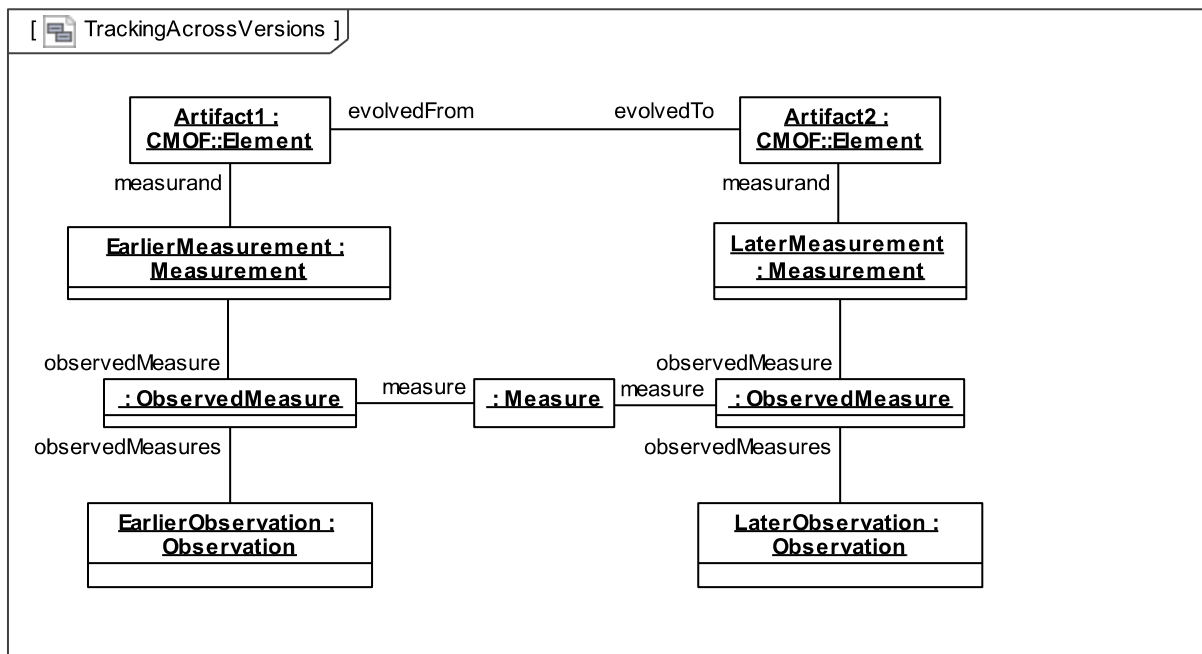 [ TrackingAcrossVersions ]
Artifact1 :
CMOF::Element
evolvedFrom
evolvedTo
Artifact2 :
CMOF::Element
measurand
measurand
EarlierMeasurement :
Measurement
LaterMeasurement
: Measurement
observedMeasure
observedMeasure
: ObservedMeasure
measure
: Measure
measure
: ObservedMeasure
observedMeasures
observedMeasures
EarlierObservation :
Observation
LaterObservation :
Observation